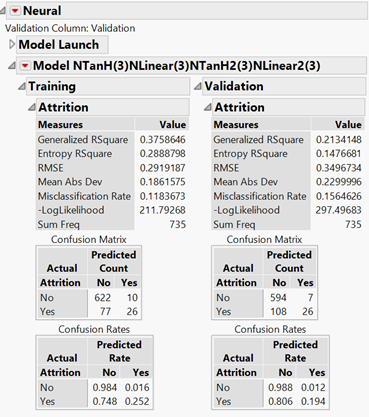 Neural
Validation Column: Validation
Model Launch
Model NTanH(3)NLinear(3)NTanH2(3)NLinear2(3)
Training
Attrition
Measures Value
Generalized RSquare 0.3758646
Entropy RSquare 0.2888798
RMSE 0.2919187
Mean Abs Dev 0.1861575
Misclassification Rate 0.1183673
-LogLikelihood 211.79268
Sum Freq 735
Confusion Matrix
Predicted
Actual Count
Attrition No Yes
No 622 10
Yes 77 26
Confusion Rates
Predicted
Actual Rate
Attrition No Yes
No 0.984 0.016
Yes 0.748 0.252
Validation
Attrition
Measures Value
Generalized RSquare 0.2134148
Entropy RSquare 0.1476681
RMSE 0.3496734
Mean Abs Dev 0.2299996
Misclassification Rate 0.1564626
-LogLikelihood 297.49683
Sum Freq 735
Confusion Matrix
Predicted
Actual Count
Attrition No Yes
No 594 7
Yes 108 26
Confusion Rates
Predicted
Actual Rate
Attrition No Yes
No 0.988 0.012
Yes 0.806 0.194